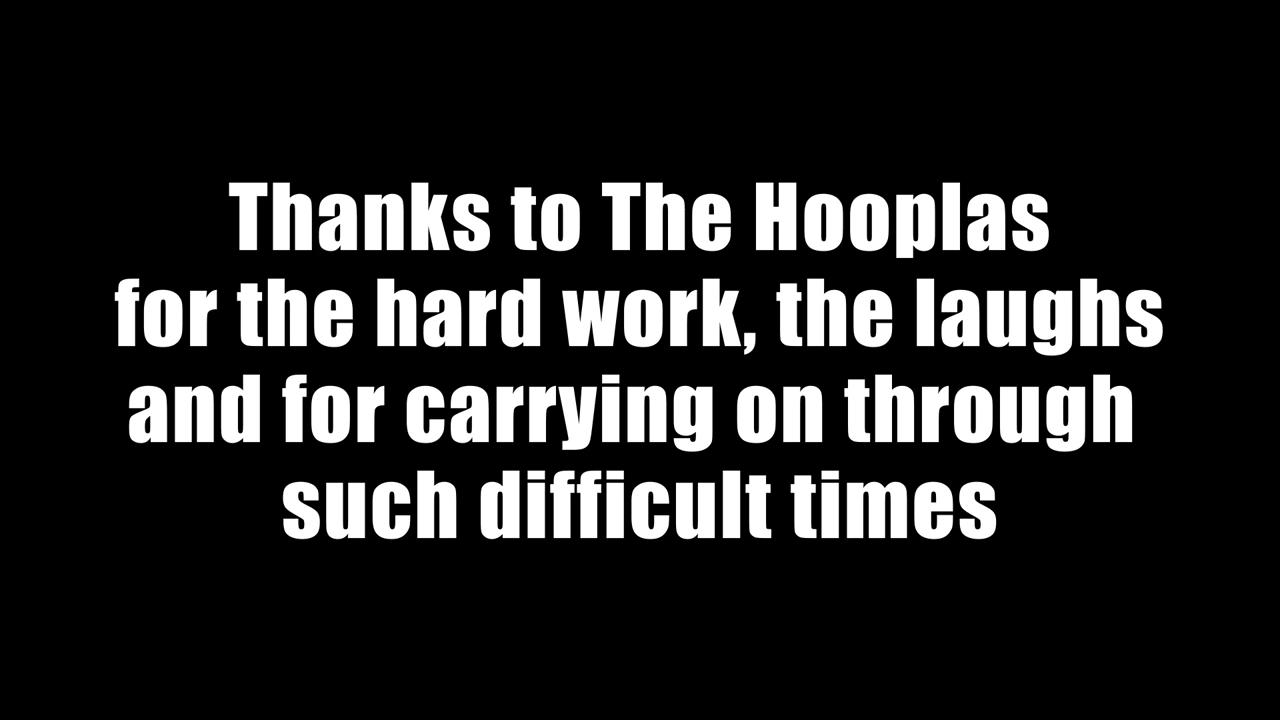 Thanks to The Hooplas
for the hard work, the laughs
and for carrying on through
such difficult times